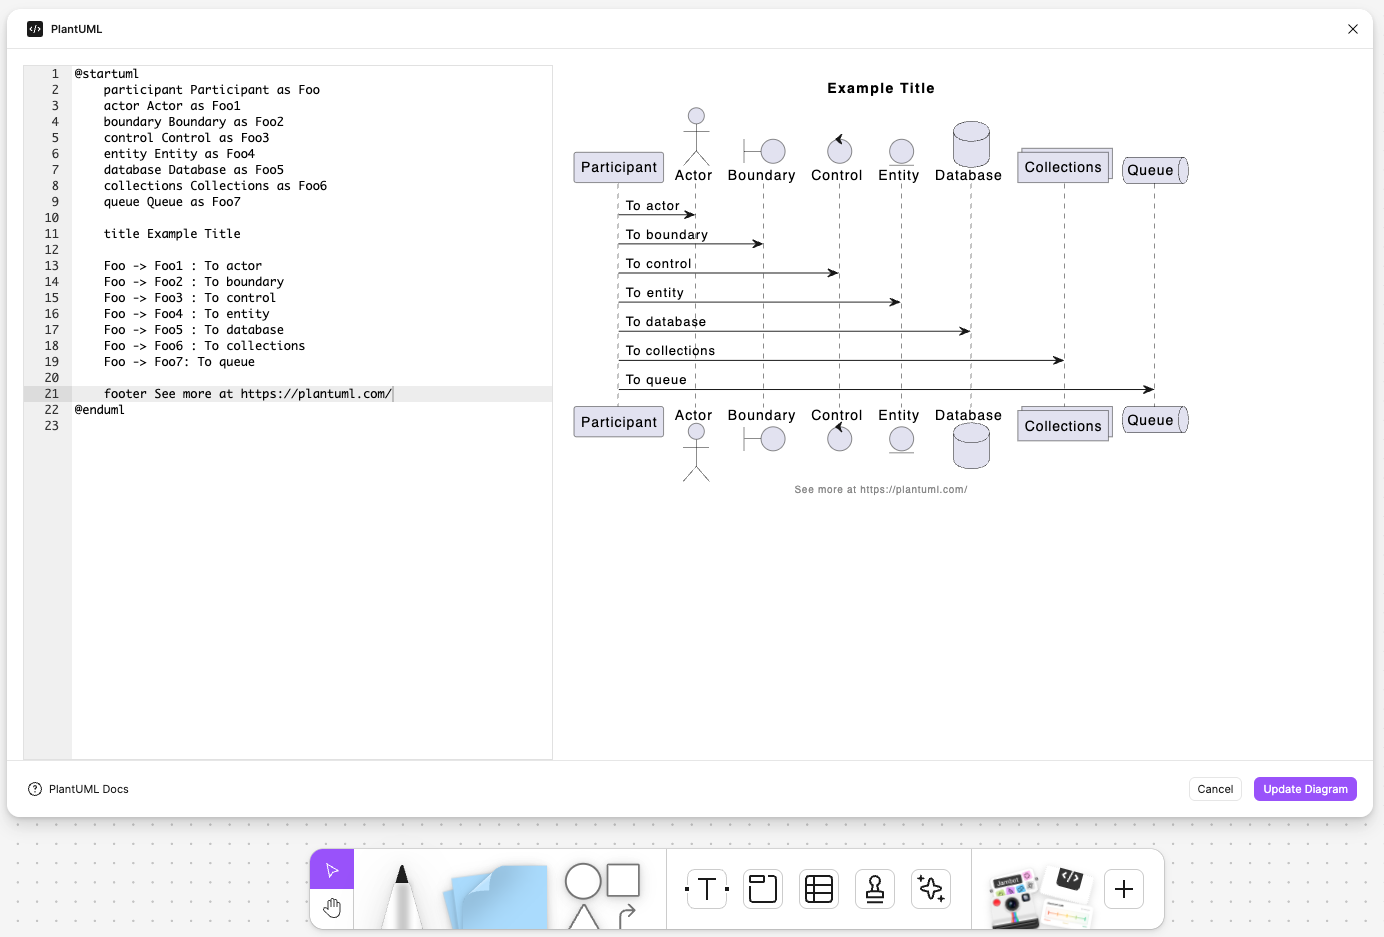 PlantUML
1 @startuml
2 participant Participant as Foo
3 actor Actor as Foo1
4 boundary Boundary as Foo2
5 control Control as Foo3
6 entity Entity as Foo4
7 database Database as Foo5
8 collections Collections as Foo6
9 queue Queue as Foo7
10
11 title Example Title
12
13 Foo -> Foo1 : To actor
14 Foo -> Foo2 : To boundary
15 Foo -> Foo3 : To control
16 Foo -> Foo4 : To entity
17 Foo -> Foo5 : To database
18 Foo -> Foo6 : To collections
19 Foo -> Foo7: To queue
20
21 footer See more at https://plantuml.com/
22 @enduml
23
Example Title
Participant Actor Boundary Control Entity Database Collections Queue
To actor
To boundary
To control
To entity
To database
To collections
To queue
Participant Actor Boundary Control Entity Database Collections Queue
See more at https://plantuml.com/
PlantUML Docs
Cancel
Update Diagram
T
Jambot